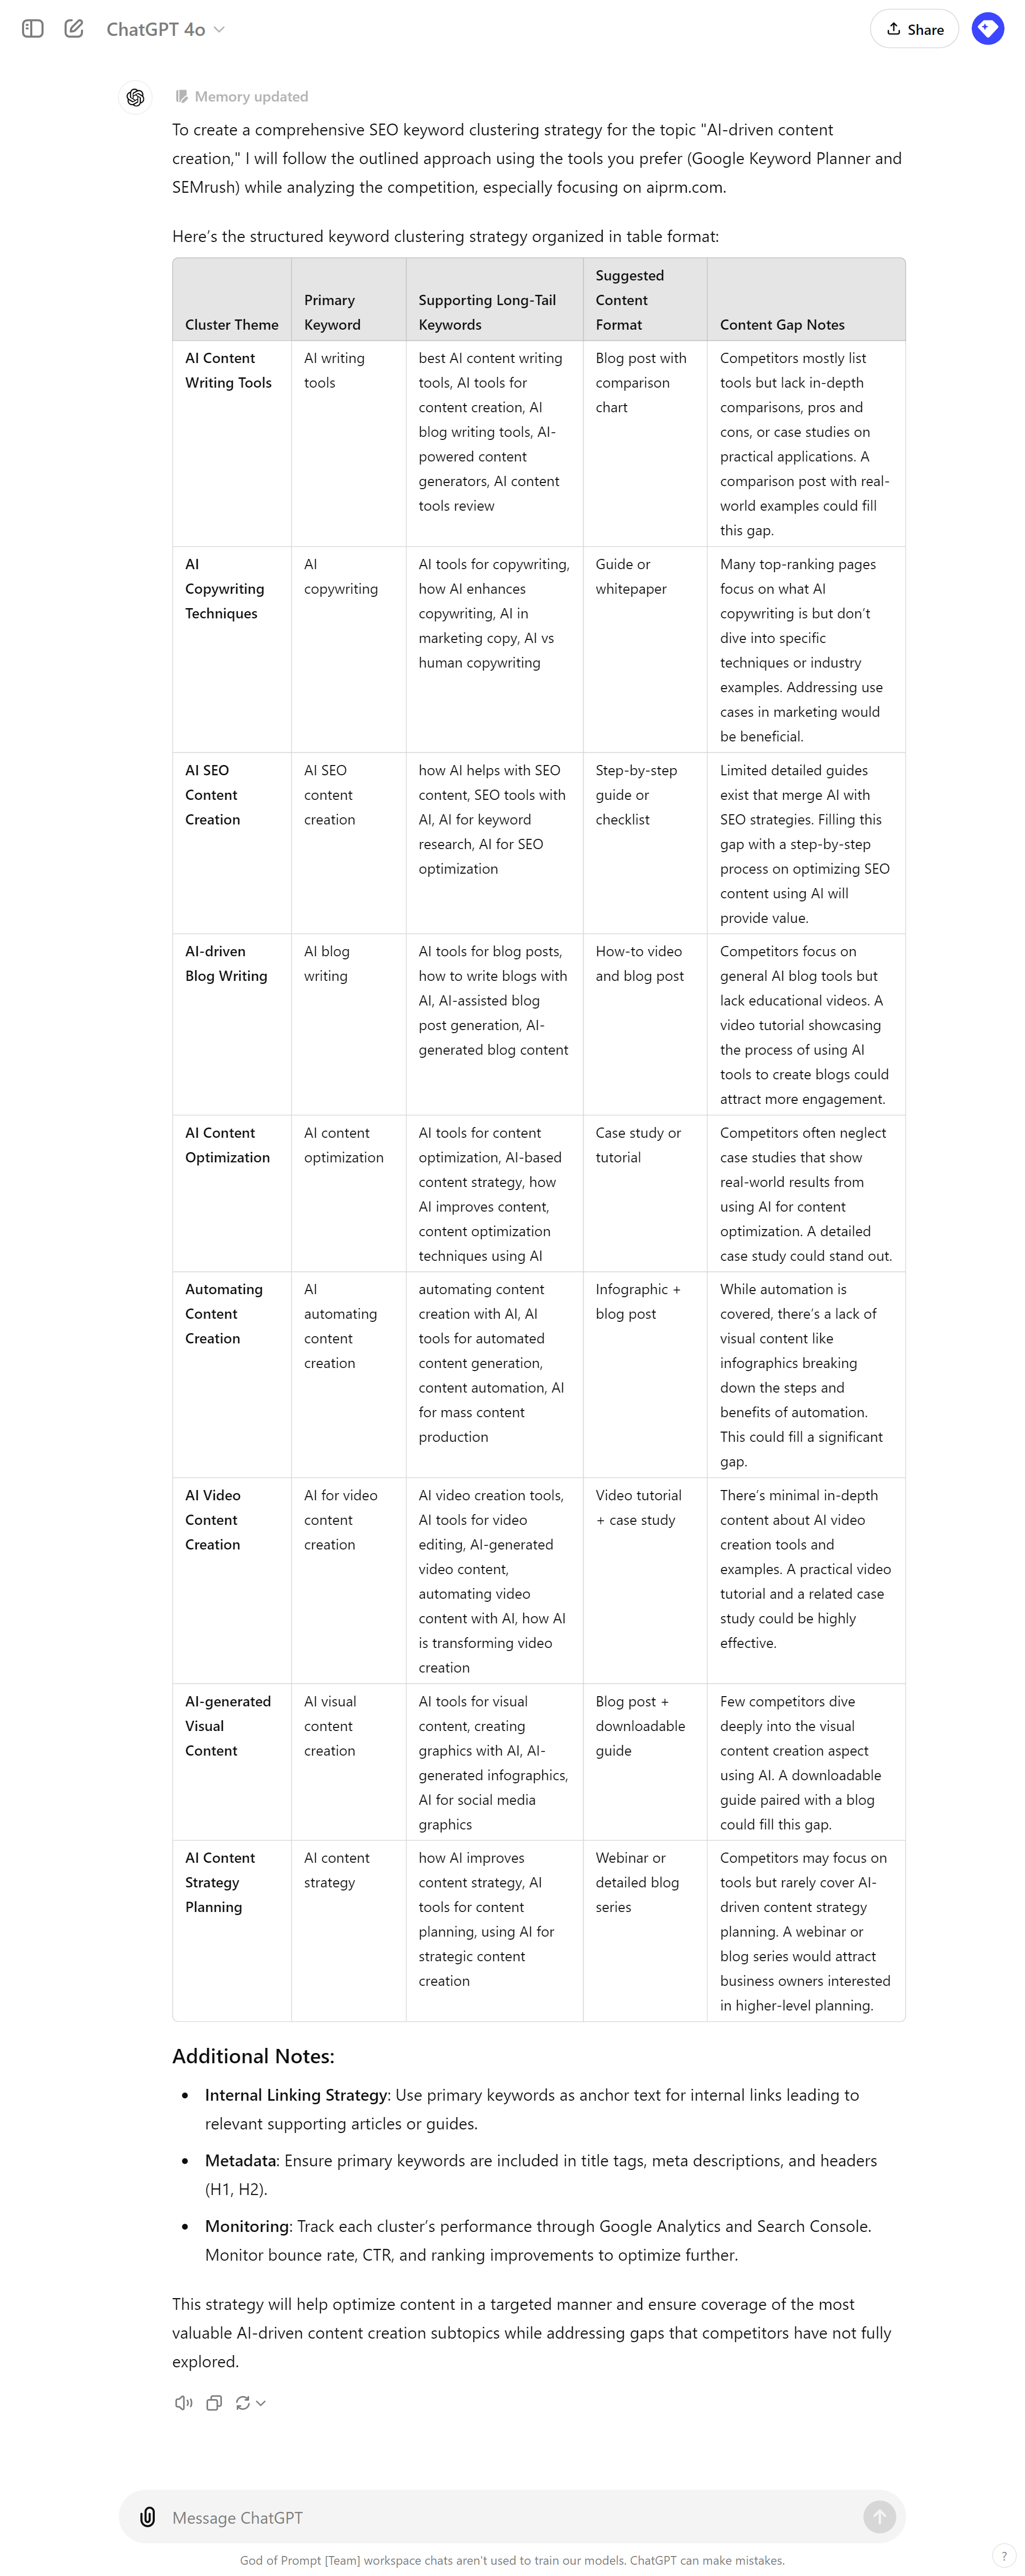 ChatGPT 4o
Share
Memory updated
To create a comprehensive SEO keyword clustering strategy for the topic "AI-driven content
creation," I will follow the outlined approach using the tools you prefer (Google Keyword Planner and
SEMrush) while analyzing the competition, especially focusing on aiprm.com.
Here's the structured keyword clustering strategy organized in table format:
Cluster Theme
Primary
Keyword
Supporting Long-Tail
Keywords
Suggested
Content
Format
Content Gap Notes
AI Content
Writing Tools
AI writing
tools
best AI content writing
tools, AI tools for
content creation, AI
blog writing tools, AI-
powered content
generators, AI content
tools review
Blog post with
comparison
chart
Competitors mostly list
tools but lack in-depth
comparisons, pros and
cons, or case studies on
practical applications. A
comparison post with real-
world examples could fill
this gap.
AI
Copywriting
Techniques
AI
copywriting
AI tools for copywriting,
how AI enhances
copywriting, AI in
marketing copy, AI vs
human copywriting
Guide or
whitepaper
Many top-ranking pages
focus on what AI
copywriting is but don't
dive into specific
techniques or industry
examples. Addressing use
cases in marketing would
be beneficial.
AI SEO
Content
Creation
AI SEO
content
creation
how AI helps with SEO
content, SEO tools with
AI, AI for keyword
research, AI for SEO
optimization
Step-by-step
guide or
checklist
Limited detailed guides
exist that merge AI with
SEO strategies. Filling this
gap with a step-by-step
process on optimizing SEO
content using AI will
provide value.
AI-driven
Blog Writing
AI blog
writing
AI tools for blog posts,
how to write blogs with
AI, AI-assisted blog
post generation, AI-
generated blog content
How-to video
and blog post
Competitors focus on
general AI blog tools but
lack educational videos. A
video tutorial showcasing
the process of using AI
tools to create blogs could
attract more engagement.
AI Content
Optimization
AI content
optimization
AI tools for content
optimization, AI-based
content strategy, how
AI improves content,
content optimization
techniques using AI
Case study or
tutorial
Competitors often neglect
case studies that show
real-world results from
using AI for content
optimization. A detailed
case study could stand out.
Automating
Content
Creation
AI
automating
content
creation
automating content
creation with AI, AI
tools for automated
content generation,
content automation, AI
for mass content
production
Infographic +
blog post
While automation is
covered, there's a lack of
visual content like
infographics breaking
down the steps and
benefits of automation.
This could fill a significant
gap.
AI Video
Content
Creation
AI for video
content
creation
AI video creation tools,
AI tools for video
editing, AI-generated
video content,
automating video
content with AI, how AI
is transforming video
creation
Video tutorial
+ case study
There's minimal in-depth
content about AI video
creation tools and
examples. A practical video
tutorial and a related case
study could be highly
effective.
AI-generated
Visual
Content
AI visual
content
creation
AI tools for visual
content, creating
graphics with AI, AI-
generated infographics,
AI for social media
graphics
Blog post +
downloadable
guide
Few competitors dive
deeply into the visual
content creation aspect
using AI. A downloadable
guide paired with a blog
could fill this gap.
AI Content
Strategy
Planning
AI content
strategy
how AI improves
content strategy, AI
tools for content
planning, using AI for
strategic content
creation
Webinar or
detailed blog
series
Competitors may focus on
tools but rarely cover AI-
driven content strategy
planning. A webinar or
blog series would attract
business owners interested
in higher-level planning.
Additional Notes:
• Internal Linking Strategy: Use primary keywords as anchor text for internal links leading to
relevant supporting articles or guides.
• Metadata: Ensure primary keywords are included in title tags, meta descriptions, and headers
(H1, H2).
• Monitoring: Track each cluster's performance through Google Analytics and Search Console.
Monitor bounce rate, CTR, and ranking improvements to optimize further.
This strategy will help optimize content in a targeted manner and ensure coverage of the most
valuable AI-driven content creation subtopics while addressing gaps that competitors have not fully
explored.
Message ChatGPT
God of Prompt [Team] workspace chats aren't used to train our models. ChatGPT can make mistakes.
?